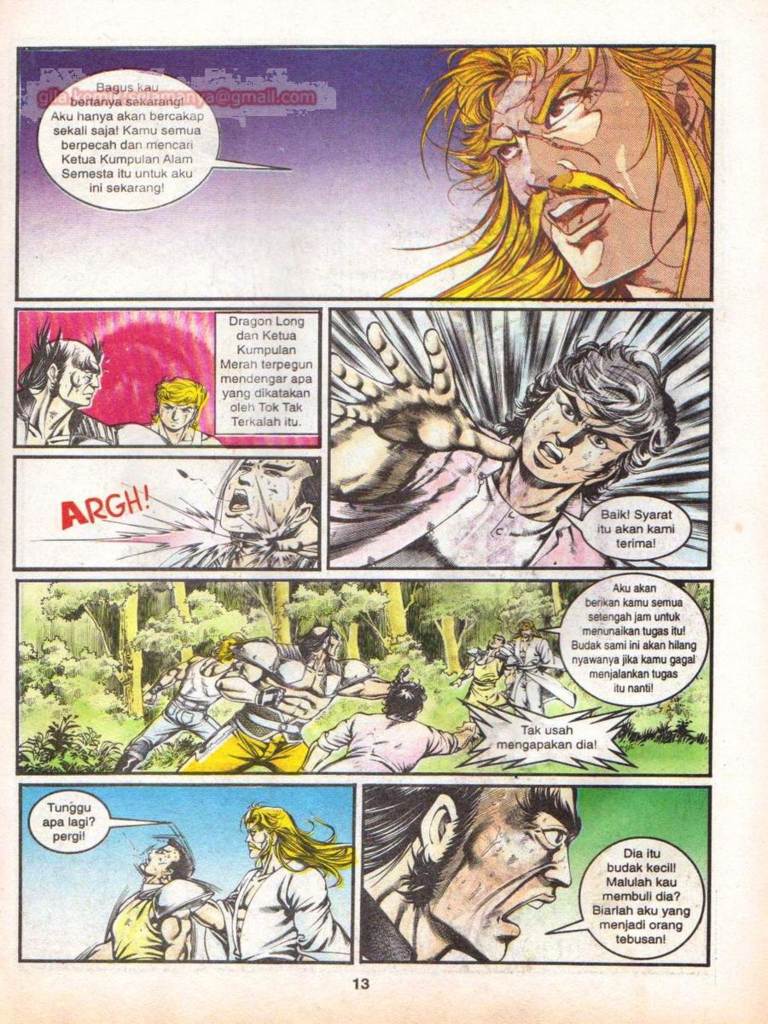 Bagus kau
bertanya sekarang!
Aku hanya akan bercakap
sekali saja! Kamu semua
berpecah dan mencari
Ketua Kumpulan Alam
Semesta itu untuk aku
ini sekarang!
Dragon Long
dan Ketua
Kumpulan
Merah terpegun
mendengar apa
yang dikatakan
oleh Tok Tak
Terkalah itu.
ARGH!
Baik! Syarat
itu akan kami
terima!
Aku akan
berikan kamu semua
setengah jam untuk
menunaikan tugas itu!
Budak sami ini akan hilang
nyawanya jika kamu gagal
menjalankan tugas
itu nanti!
Tak usah
mengapakan dia!
Tunggu
apa lagi?
pergi!
Dia itu
budak kecil!
Malulah kau
membuli dia?
Biarlah aku yang
menjadi orang
tebusan!
13